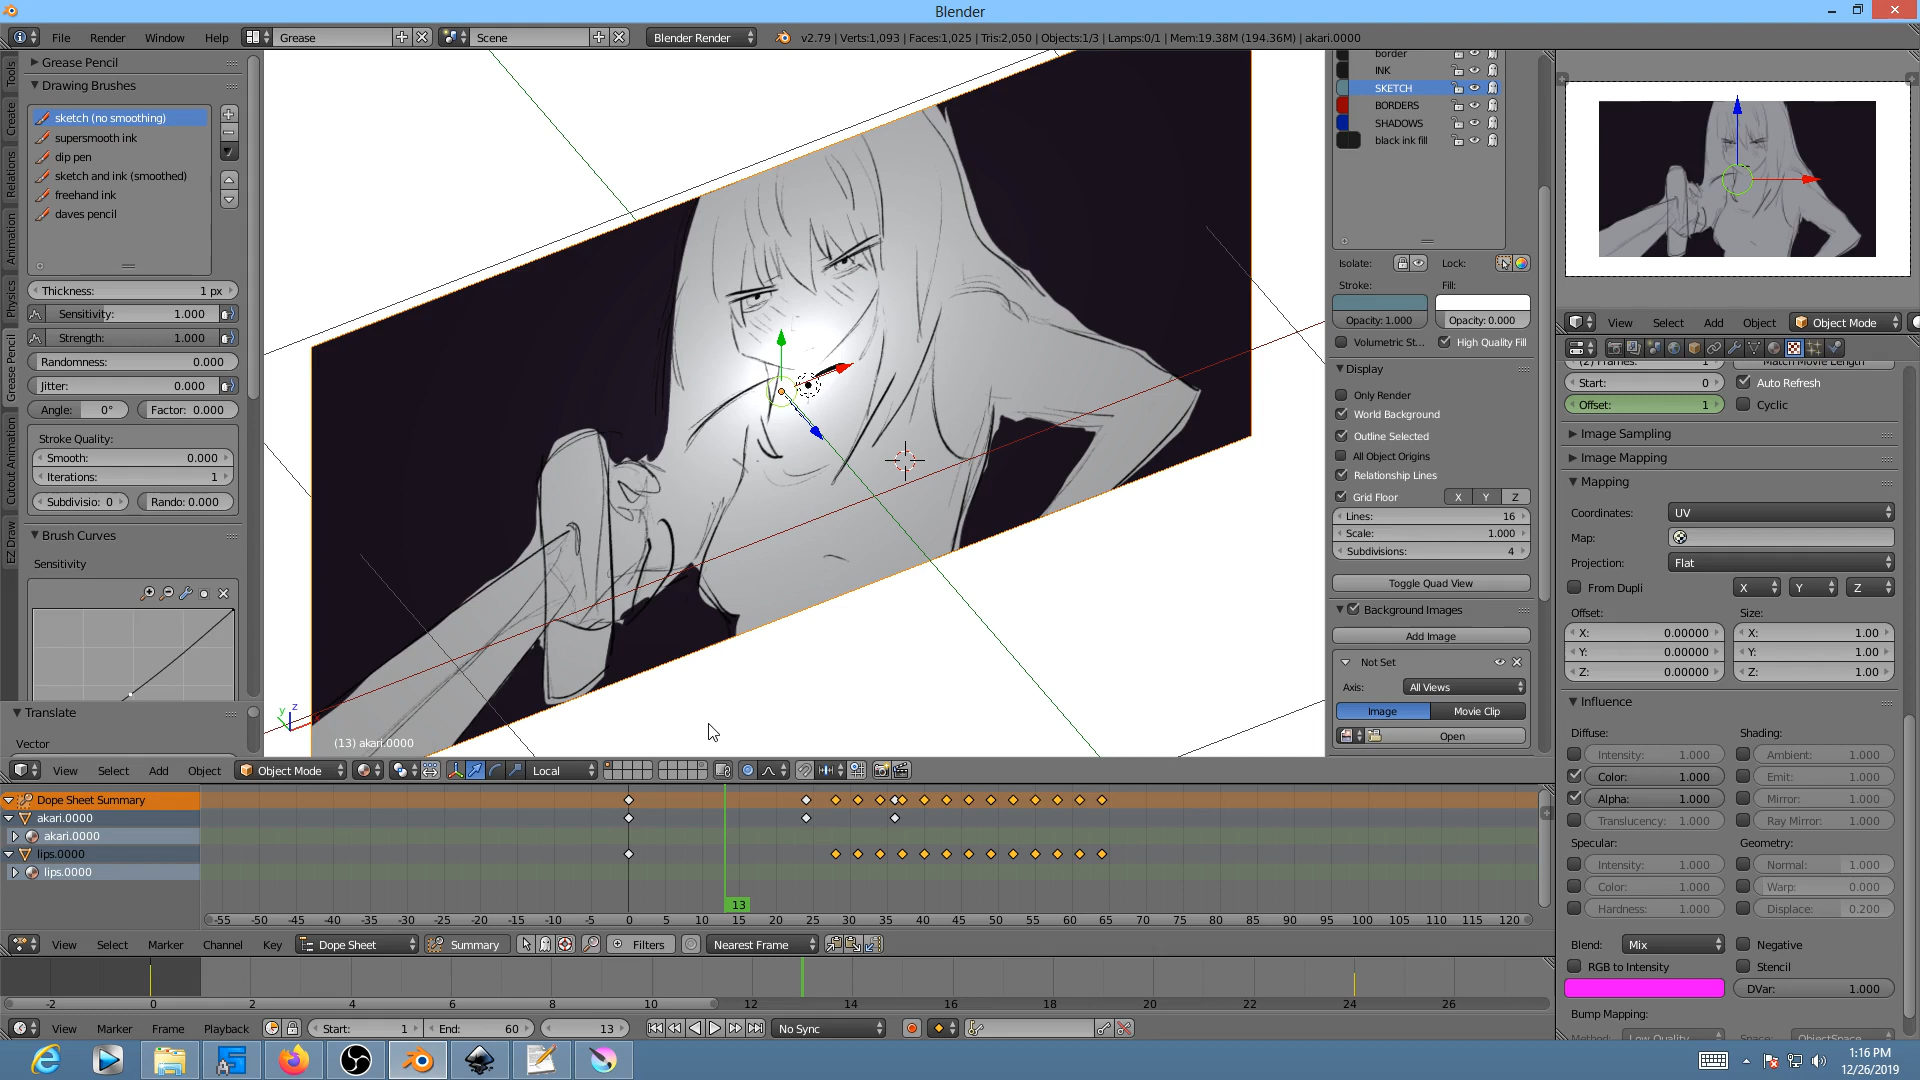 Blender
File Render Window Help Grease Scene Blender Render v2.79 | Verts:1,093 | Faces:1,025 | Tris:2,050 | Objects:1/3 | Lamps:0/1 | Mem:19.38M (194.36M) | akari.0000
Tools
Create
Relations
Animation
Physics
Grease Pencil
Cutout Animation
EZ Draw
Grease Pencil
Drawing Brushes
sketch (no smoothing)
supersmooth ink
dip pen
sketch and ink (smoothed)
freehand ink
daves pencil
Thickness: 1 px
Sensitivity: 1.000
Strength: 1.000
Randomness: 0.000
Jitter: 0.000
Angle: 0° Factor: 0.000
Stroke Quality:
Smooth: 0.000
Iterations: 1
Subdivisio: 0 Rando: 0.000
Brush Curves
Sensitivity
Translate
Vector
y z
(13) akari.0000
border
INK
SKETCH
BORDERS
SHADOWS
black ink fill
Isolate: Lock:
Stroke: Fill:
Opacity: 1.000 Opacity: 0.000
Volumetric St... High Quality Fill
Display
Only Render
World Background
Outline Selected
All Object Origins
Relationship Lines
Grid Floor X Y Z
Lines: 16
Scale: 1.000
Subdivisions: 4
Toggle Quad View
Background Images
Add Image
Not Set
Axis: All Views
Image Movie Clip
Open
View Select Add Object Object Mode
Start: 0 Auto Refresh
Offset: 1 Cyclic
Image Sampling
Image Mapping
Mapping
Coordinates: UV
Map:
Projection: Flat
From Dupli X Y Z
Offset: Size:
X: 0.00000 X: 1.00
Y: 0.00000 Y: 1.00
Z: 0.00000 Z: 1.00
Influence
Diffuse: Shading:
Intensity: 1.000 Ambient: 1.000
Color: 1.000 Emit: 1.000
Alpha: 1.000 Mirror: 1.000
Translucency: 1.000 Ray Mirror: 1.000
Specular: Geometry:
Intensity: 1.000 Normal: 1.000
Color: 1.000 Warp: 0.000
Hardness: 1.000 Displace: 0.200
Blend: Mix Negative
RGB to Intensity Stencil
DVar: 1.000
Bump Mapping:
View Select Add Object Object Mode Local
Dope Sheet Summary
akari.0000
akari.0000
lips.0000
lips.0000
13
-55 -50 -45 -40 -35 -30 -25 -20 -15 -10 -5 0 5 10 15 20 25 30 35 40 45 50 55 60 65 70 75 80 85 90 95 100 105 110 115 120
View Select Marker Channel Key Dope Sheet Summary Filters Nearest Frame
-2 0 2 4 6 8 10 12 14 16 18 20 22 24 26
View Marker Frame Playback Start: 1 End: 60 13 No Sync
1:16 PM
12/26/2019